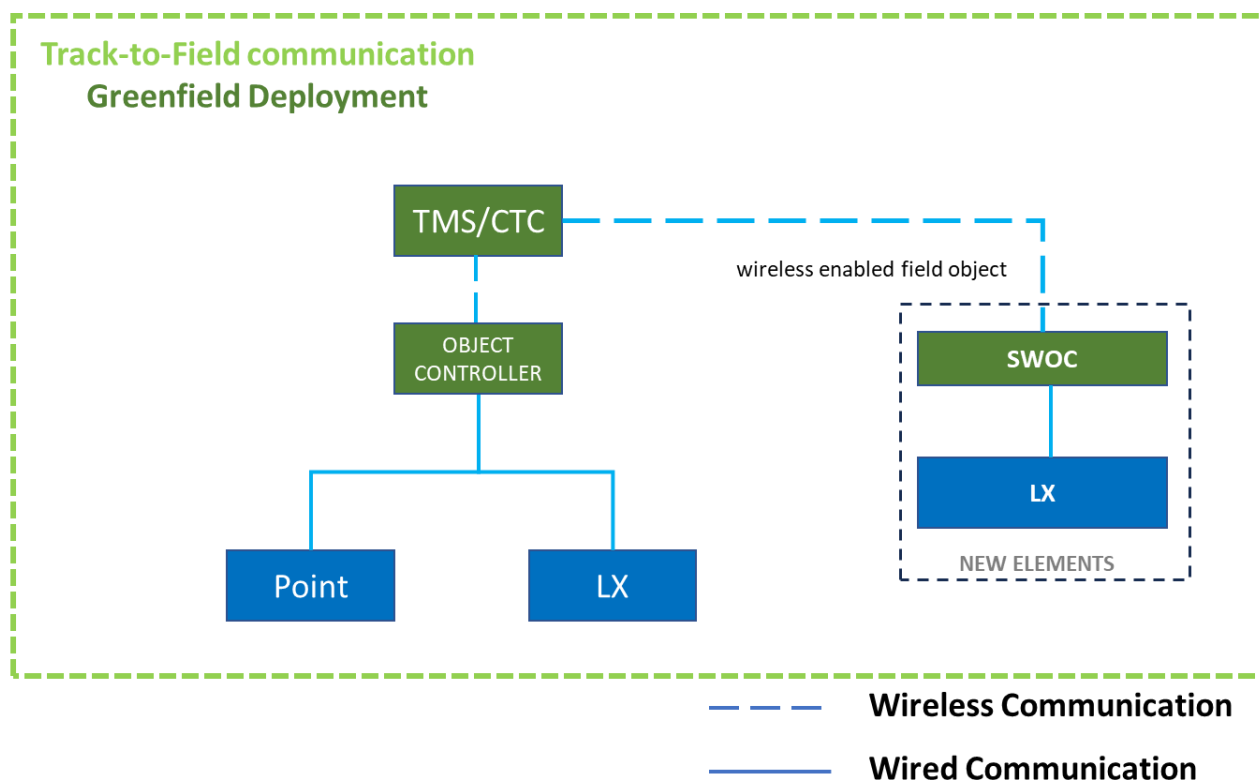 Track-to-Field communication
Greenfield Deployment
TMS/CTC
wireless enabled field object
OBJECT
CONTROLLER
SWOC
LX
NEW ELEMENTS
Point
LX
Wireless Communication
Wired Communication